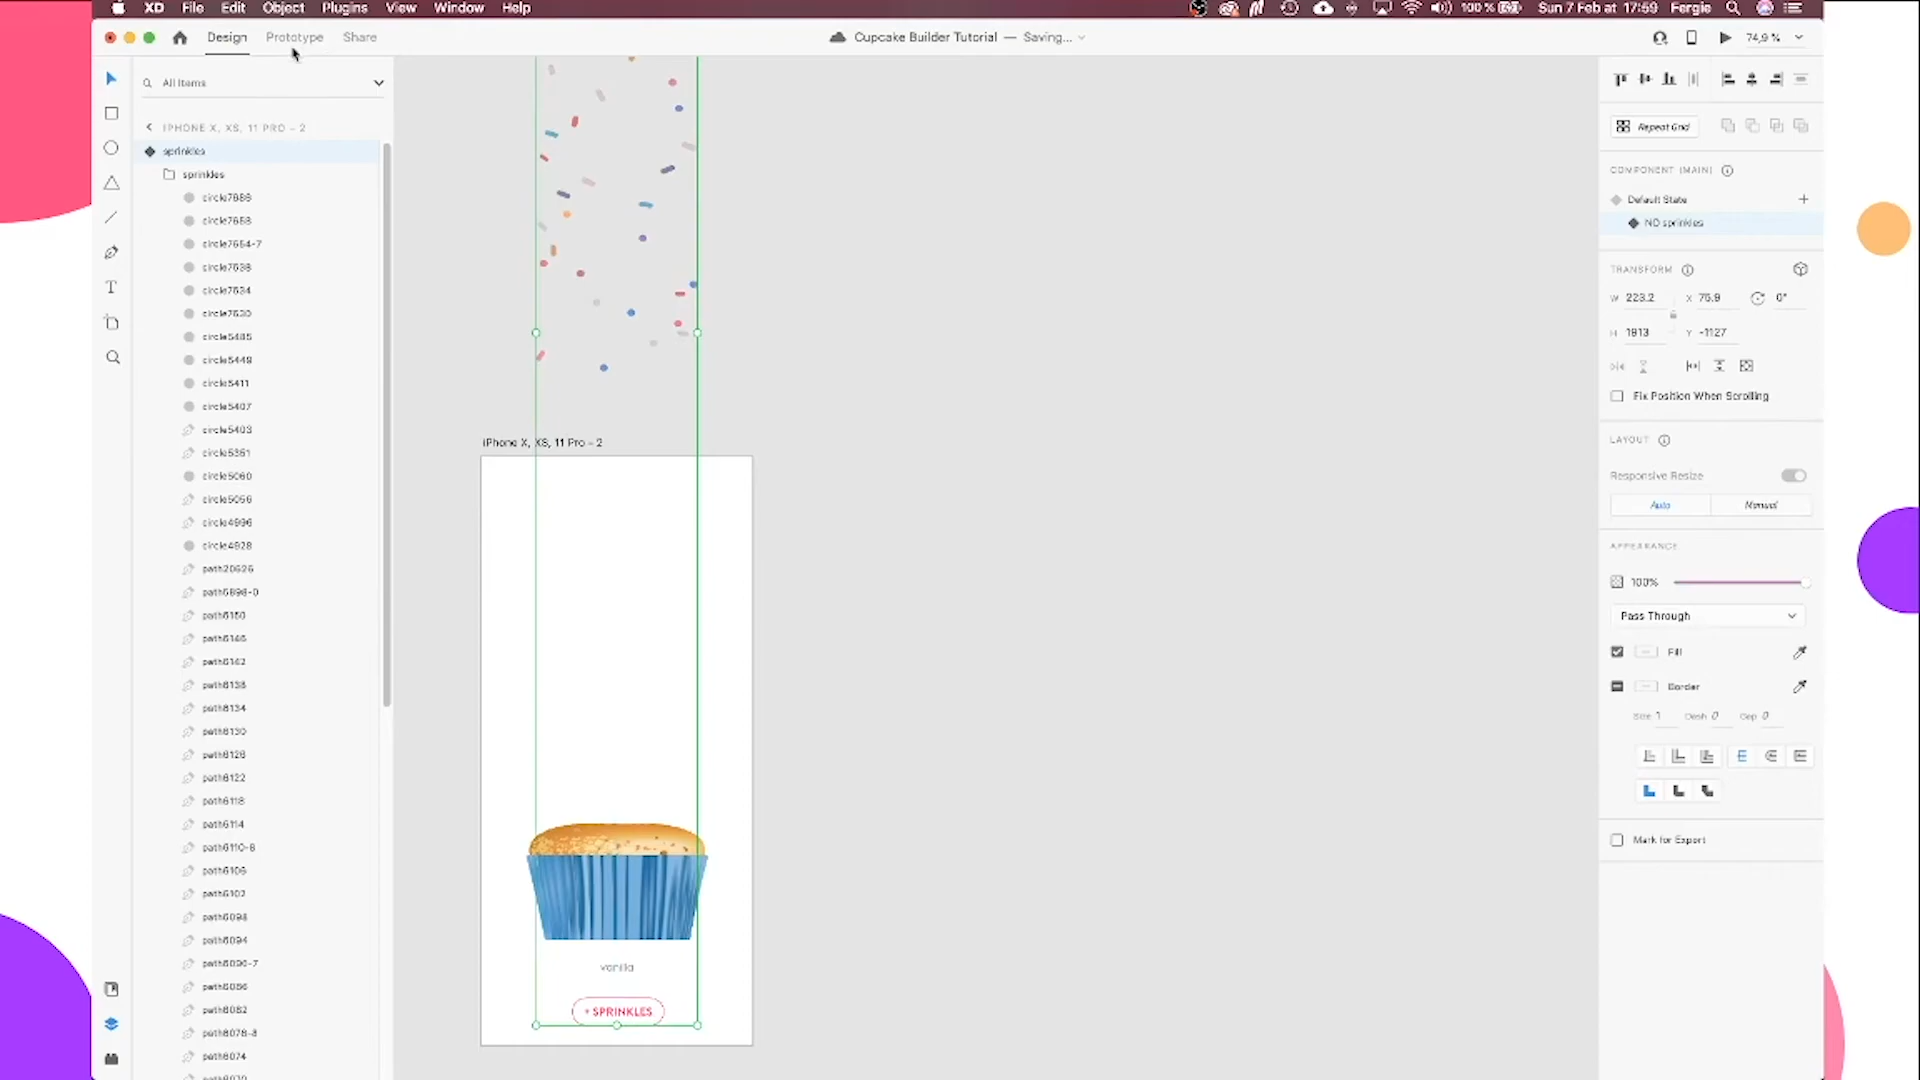 XD File Edit Object Plugins View Window Help 100 % Sun 7 Feb at 17:59 Fergie
Design Prototype Share Cupcake Builder Tutorial — Saving... 74,9 %
All Items
IPHONE X, XS, 11 PRO – 2
sprinkles
sprinkles
circle7686
circle7658
circle7654-7
circle7638
circle7634
circle7630
circle5485
circle5449
circle5411
circle5407
circle5403
circle5351
circle5060
circle5056
circle4996
circle4928
path20626
path6898-0
path6150
path6146
path6142
path6138
path6134
path6130
path6126
path6122
path6118
path6114
path6110-8
path6106
path6102
path6098
path6094
path6090-7
path6086
path6082
path6078-8
path6074
path6070
iPhone X, XS, 11 Pro – 2
vanilla
+ SPRINKLES
Repeat Grid
COMPONENT (MAIN)
Default State
NO sprinkles
TRANSFORM
W 223.2 X 75.9 0°
H 1913 Y -1127
Fix Position When Scrolling
LAYOUT
Responsive Resize
Auto Manual
APPEARANCE
100%
Pass Through
Fill
Border
Size 1 Dash 0 Gap 0
Mark for Export